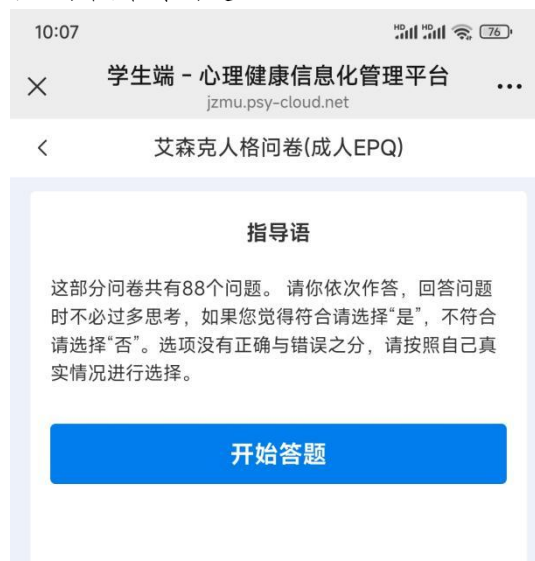 10:07
HD HD 76
学生端 - 心理健康信息化管理平台
jzmu.psy-cloud.net
艾森克人格问卷(成人EPQ)
指导语
这部分问卷共有88个问题。 请你依次作答，回答问题
时不必过多思考，如果您觉得符合请选择“是”，不符合
请选择“否”。选项没有正确与错误之分，请按照自己真
实情况进行选择。
开始答题